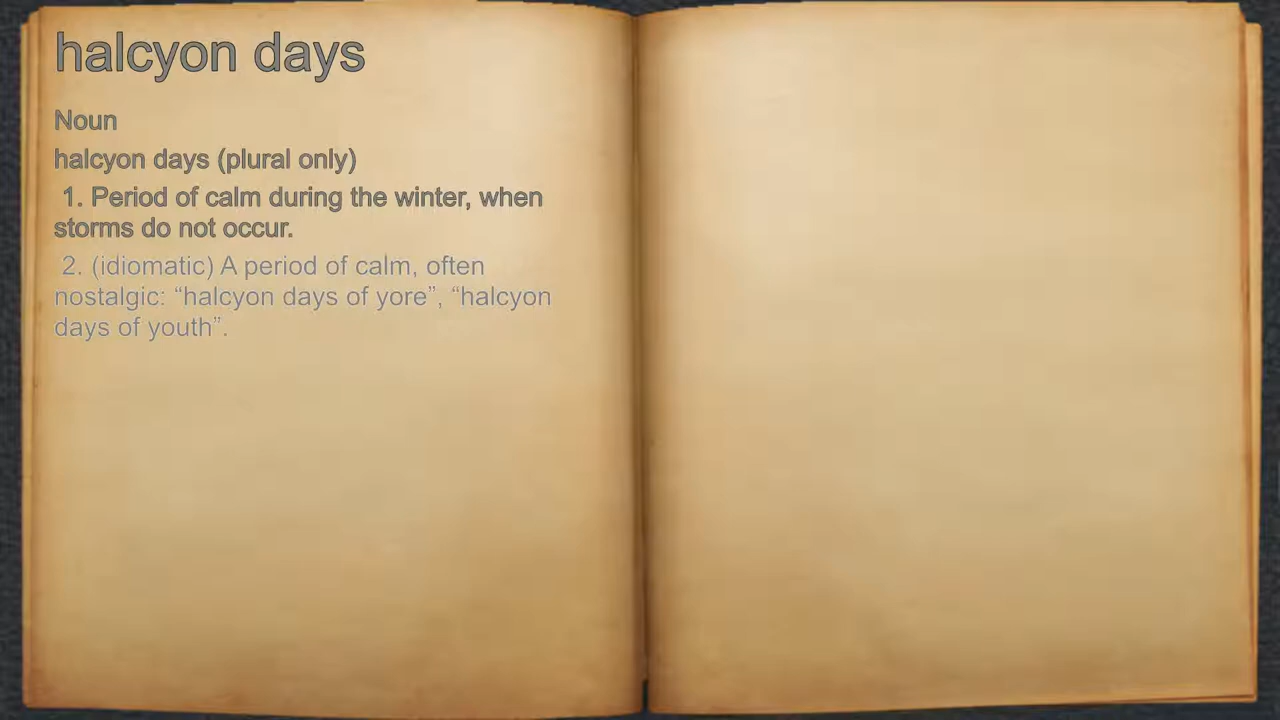 halcyon days
Noun
halcyon days (plural only)
1. Period of calm during the winter, when
storms do not occur.
2. (idiomatic) A period of calm, often
nostalgic: “halcyon days of yore”, “halcyon
days of youth”.